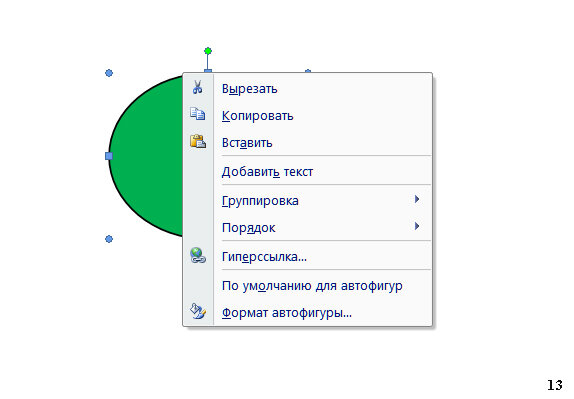 Вырезать
Копировать
Вставить
Добавить текст
Группировка
Порядок
Гиперссылка...
По умолчанию для автофигур
Формат автофигуры...
13